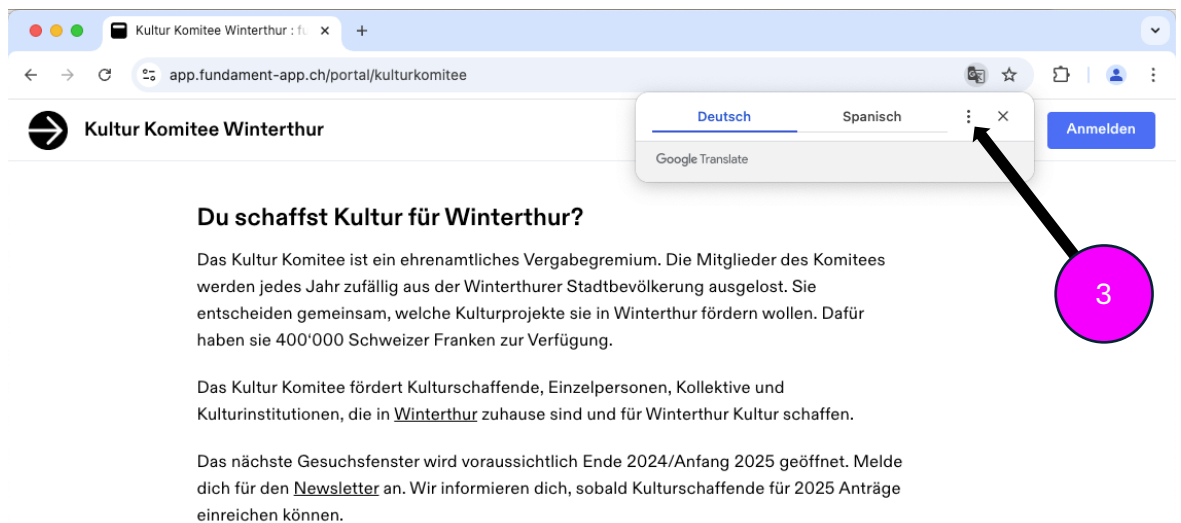 Kultur Komitee Winterthur : fu
app.fundament-app.ch/portal/kulturkomitee
Kultur Komitee Winterthur
Deutsch
Spanisch
Anmelden
Google Translate
Du schaffst Kultur für Winterthur?
Das Kultur Komitee ist ein ehrenamtliches Vergabegremium. Die Mitglieder des Komitees
werden jedes Jahr zufällig aus der Winterthurer Stadtbevölkerung ausgelost. Sie
entscheiden gemeinsam, welche Kulturprojekte sie in Winterthur fördern wollen. Dafür
haben sie 400‘000 Schweizer Franken zur Verfügung.
3
Das Kultur Komitee fördert Kulturschaffende, Einzelpersonen, Kollektive und
Kulturinstitutionen, die in Winterthur zuhause sind und für Winterthur Kultur schaffen.
Das nächste Gesuchsfenster wird voraussichtlich Ende 2024/Anfang 2025 geöffnet. Melde
dich für den Newsletter an. Wir informieren dich, sobald Kulturschaffende für 2025 Anträge
einreichen können.